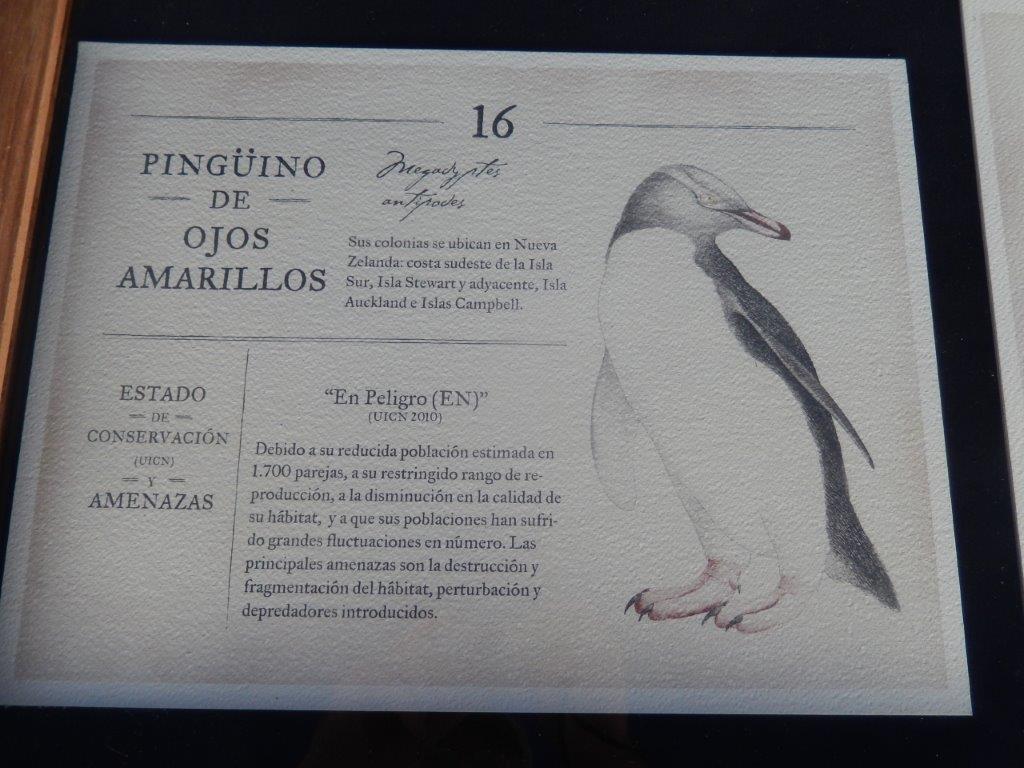 16
PINGÜINO
DE
OJOS
AMARILLOS
Megadyptes
antipodes
Sus colonias se ubican en Nueva
Zelanda: costa sudeste de la Isla
Sur, Isla Stewart y adyacente, Isla
Auckland e Islas Campbell.
ESTADO
DE
CONSERVACIÓN
(UICN)
Y
AMENAZAS
“En Peligro (EN)”
(UICN 2010)
Debido a su reducida población estimada en
1.700 parejas, a su restringido rango de re-
producción, a la disminución en la calidad de
su hábitat, y a que sus poblaciones han sufri-
do grandes fluctuaciones en número. Las
principales amenazas son la destrucción y
fragmentación del hábitat, perturbación y
depredadores introducidos.